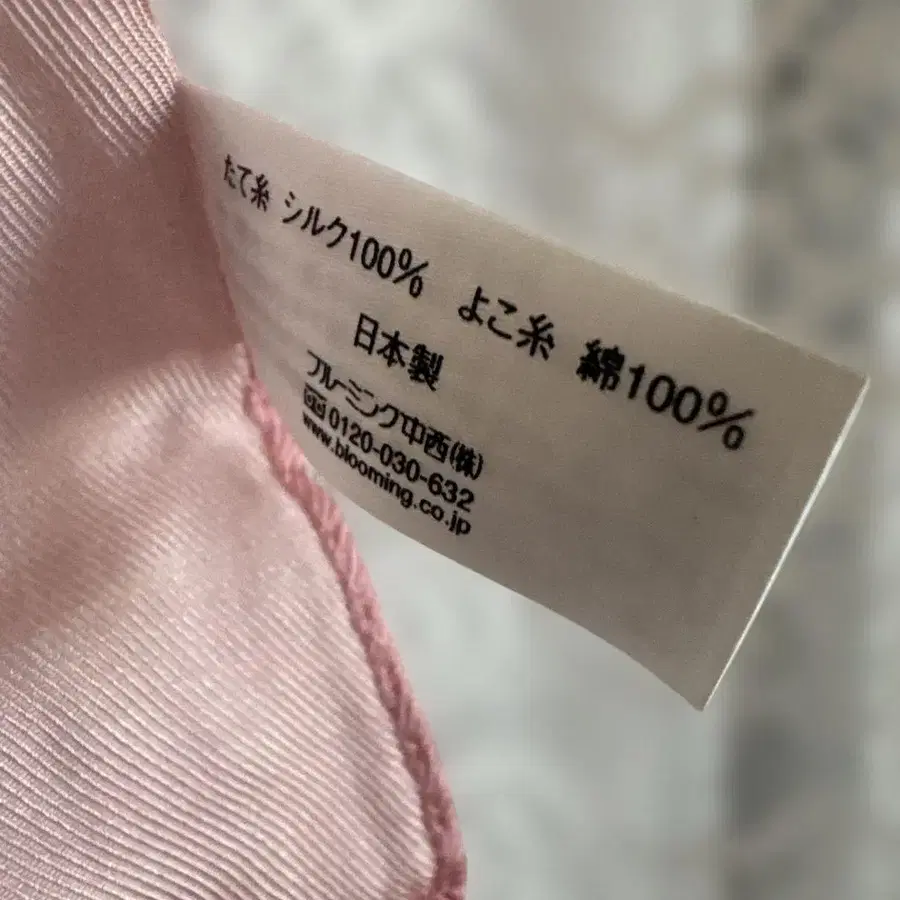 たて糸 シルク100% よこ糸 綿100%
日本製
ブルーミング中西(株)
0120-030-632
www.blooming.co.jp